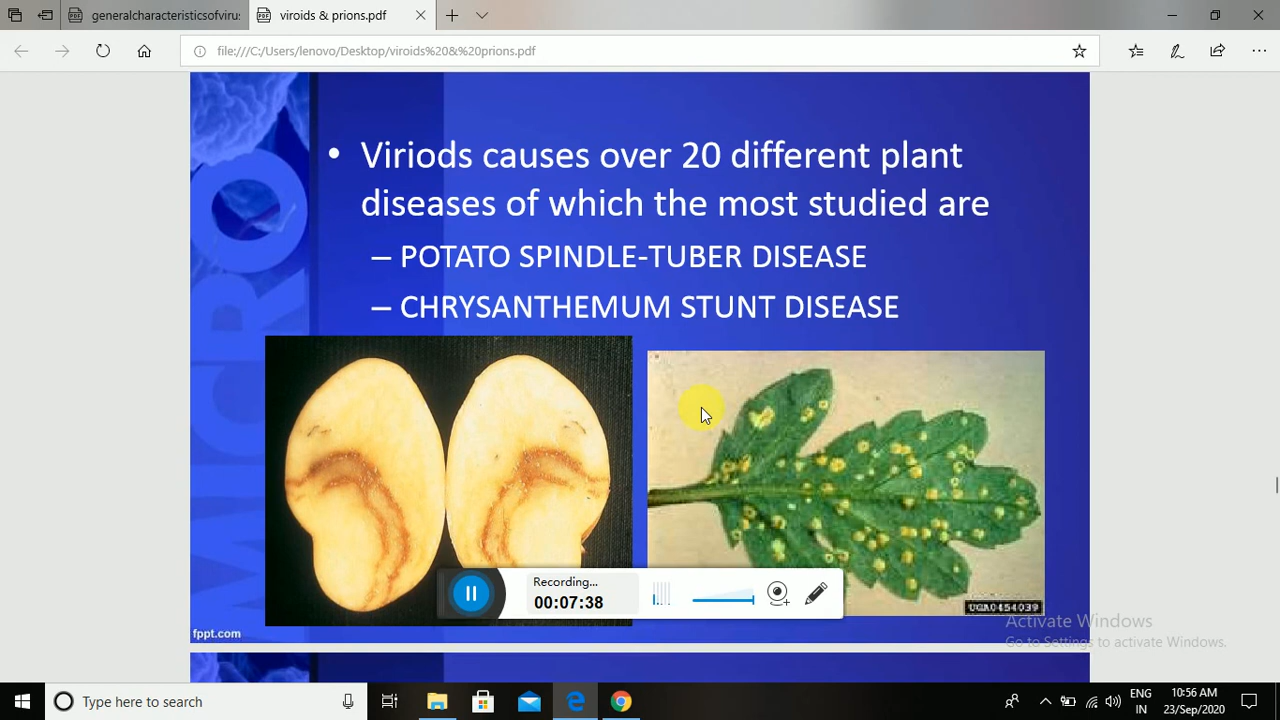 generalcharacteristicsofvirus
viroids & prions.pdf
file:///C:/Users/lenovo/Desktop/viroids%20&%20prions.pdf
• Viriods causes over 20 different plant
diseases of which the most studied are
– POTATO SPINDLE-TUBER DISEASE
– CHRYSANTHEMUM STUNT DISEASE
MICRO
Recording...
00:07:38
UGA0454039
fppt.com
Activate Windows
Go to Settings to activate Windows.
Type here to search
ENG
IN
10:56 AM
23/Sep/2020